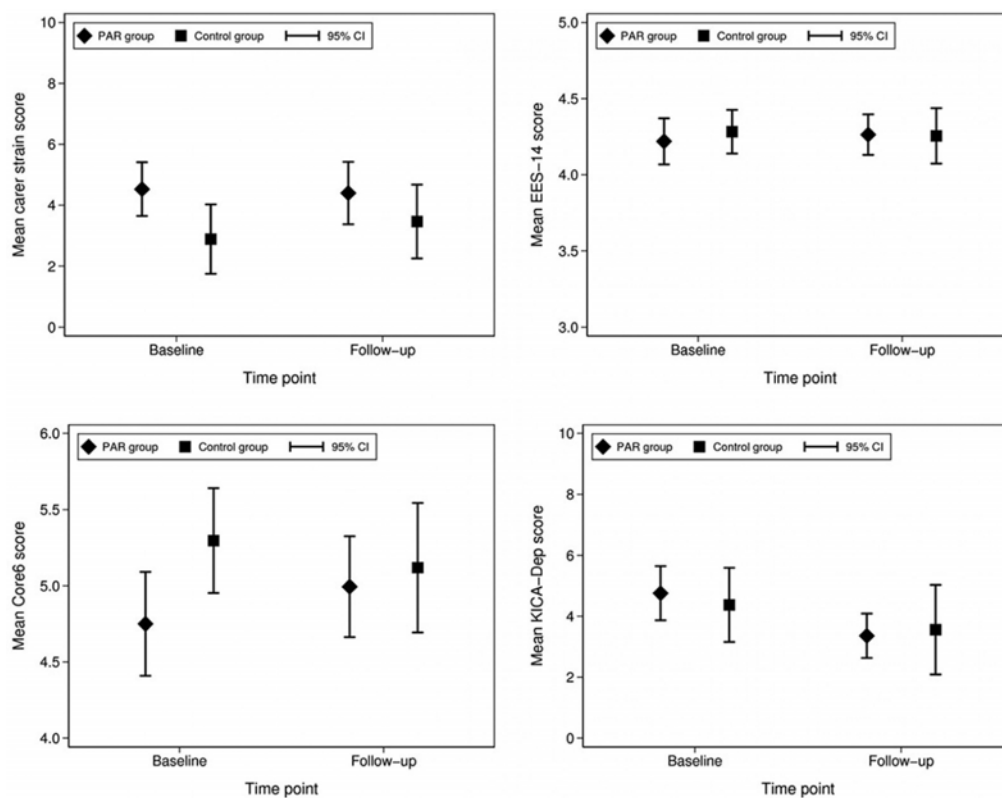 PAR group Control group 95% CI
Mean carer strain score
10
8
6
4
2
0
Baseline Follow−up
Time point
PAR group Control group 95% CI
Mean EES−14 score
5.0
4.5
4.0
3.5
3.0
Baseline Follow−up
Time point
PAR group Control group 95% CI
Mean Core6 score
6.0
5.5
5.0
4.5
4.0
Baseline Follow−up
Time point
PAR group Control group 95% CI
Mean KICA−Dep score
10
8
6
4
2
0
Baseline Follow−up
Time point